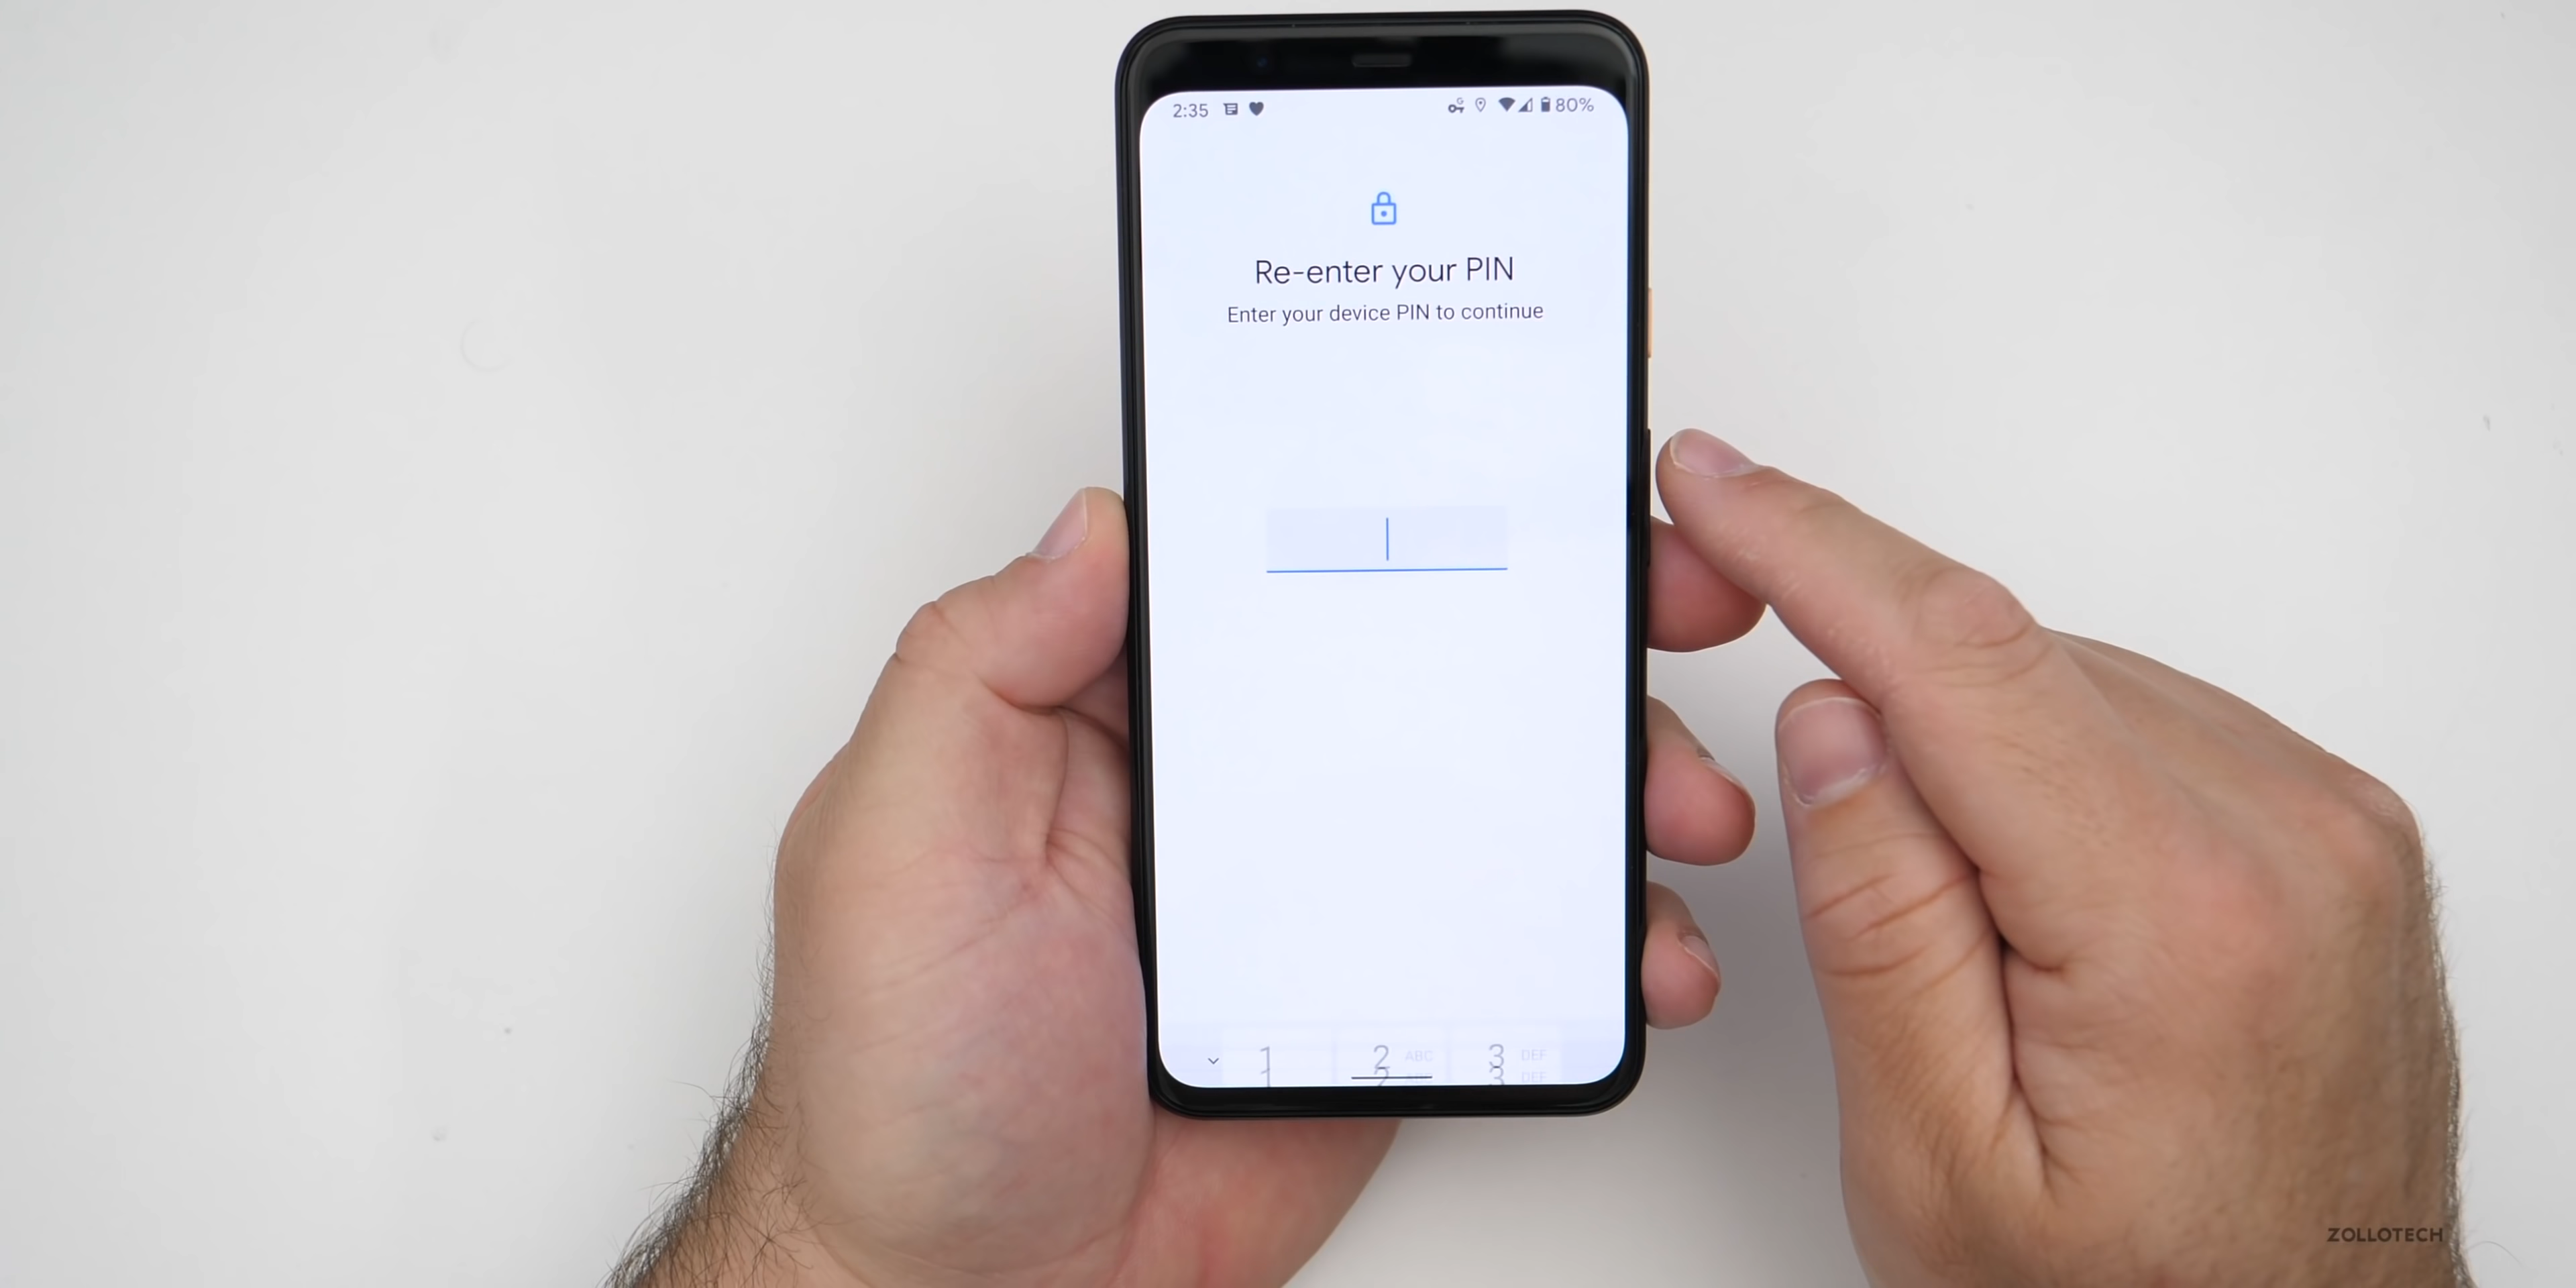 2:35 80%
Re-enter your PIN
Enter your device PIN to continue
1 2 ABC 3 DEF
ZOLLOTECH